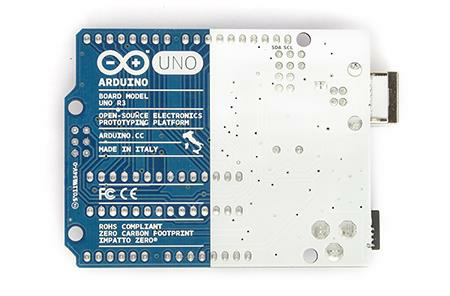 SDA SCL
UNO
ARDUINO
BOARD MODEL
UNO R3
OPEN-SOURCE ELECTRONICS
PROTOTYPING PLATFORM
ARDUINO.CC
MADE IN ITALY
FC CE
ROHS COMPLIANT
ZERO CARBON FOOTPRINT
IMPATTO ZERO®